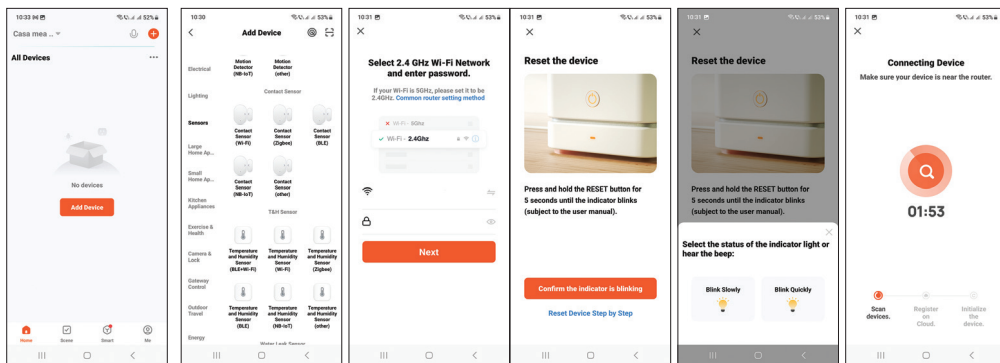 10:33
52%
Casa mea ..
All Devices
No devices
Add Device
Home
Scene
Smart
Me
10:30
53%
Add Device
Electrical
Lighting
Sensors
Large
Home Ap...
Small
Home Ap...
Kitchen
Appliances
Exercise &
Health
Camera &
Lock
Gateway
Control
Outdoor
Travel
Energy
Motion
Detector
(NB-IoT)
Motion
Detector
(other)
Contact Sensor
Contact
Sensor
(Wi-Fi)
Contact
Sensor
(Zigbee)
Contact
Sensor
(BLE)
Contact
Sensor
(NB-IoT)
Contact
Sensor
(other)
T&H Sensor
Temperature
and Humidity
Sensor
(BLE+Wi-Fi)
Temperature
and Humidity
Sensor
(Wi-Fi)
Temperature
and Humidity
Sensor
(Zigbee)
Temperature
and Humidity
Sensor
(BLE)
Temperature
and Humidity
Sensor
(NB-IoT)
Temperature
and Humidity
Sensor
(other)
Water Leak Sensor
10:31
53%
Select 2.4 GHz Wi-Fi Network
and enter password.
If your Wi-Fi is 5GHz, please set it to be
2.4GHz. Common router setting method
Wi-Fi - 5Ghz
Wi-Fi - 2.4Ghz
Next
10:31
53%
Reset the device
Press and hold the RESET button for
5 seconds until the indicator blinks
(subject to the user manual).
Confirm the indicator is blinking
Reset Device Step by Step
10:31
53%
Reset the device
Press and hold the RESET button for
5 seconds until the indicator blinks
(subject to the user manual).
Select the status of the indicator light or
hear the beep:
Blink Slowly
Blink Quickly
10:31
53%
Connecting Device
Make sure your device is near the router.
01:53
Scan
devices.
Register
on
Cloud.
Initialize
the
device.